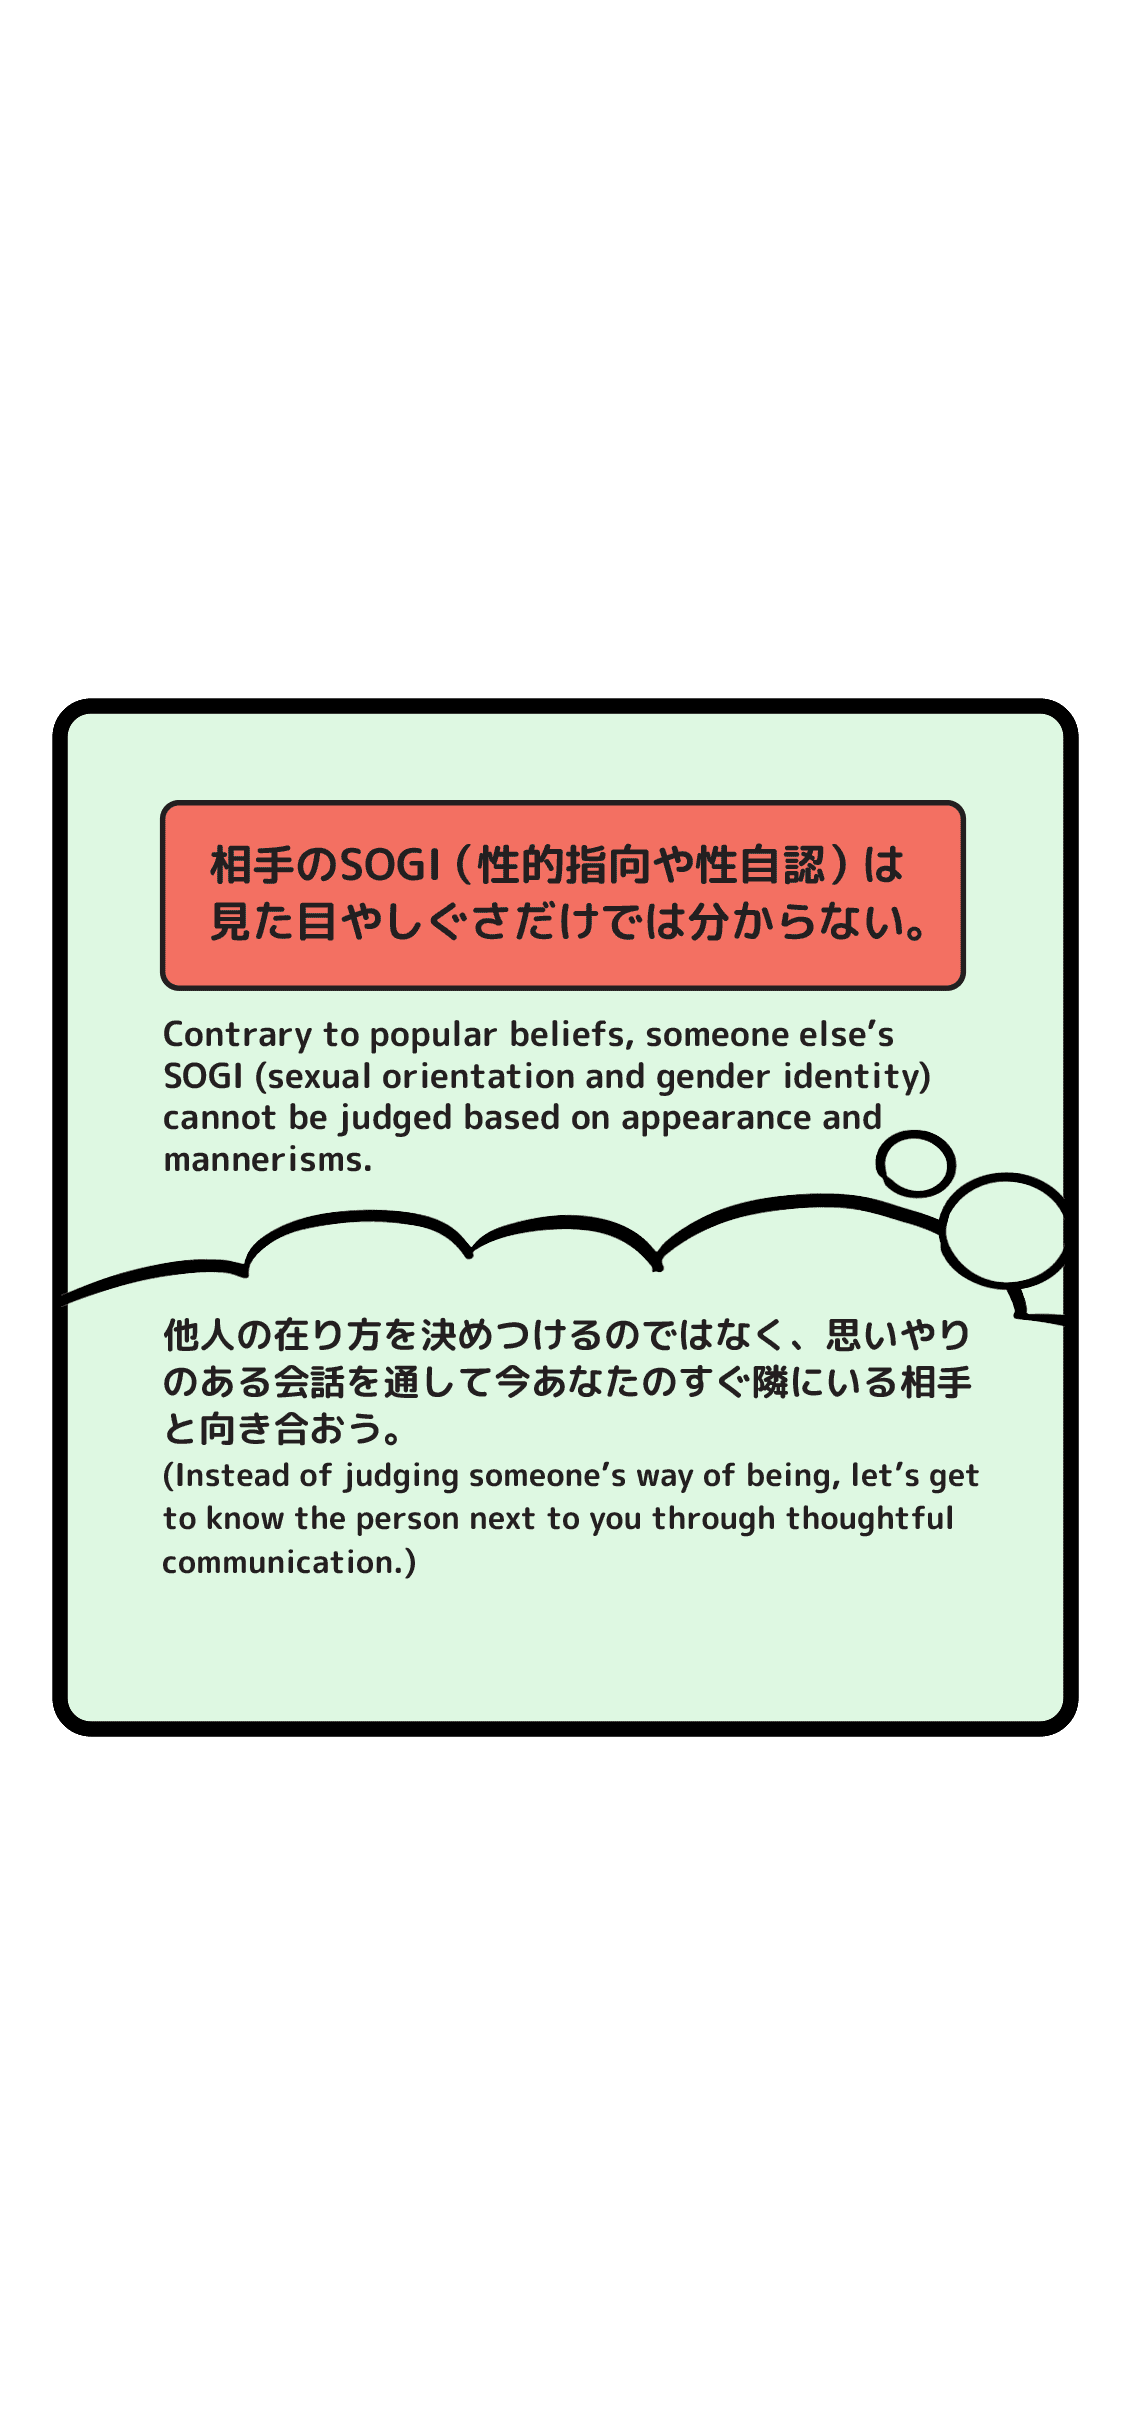 相手のSOGI（性的指向や性自認）は
見た目やしぐさだけでは分からない。
Contrary to popular beliefs, someone else’s
SOGI (sexual orientation and gender identity)
cannot be judged based on appearance and
mannerisms.
他人の在り方を決めつけるのではなく、思いやり
のある会話を通して今あなたのすぐ隣にいる相手
と向き合おう。
(Instead of judging someone’s way of being, let’s get
to know the person next to you through thoughtful
communication.)